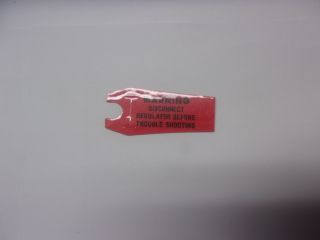 WARNING
DISCONNECT
REGULATOR BEFORE
TROUBLE SHOOTING